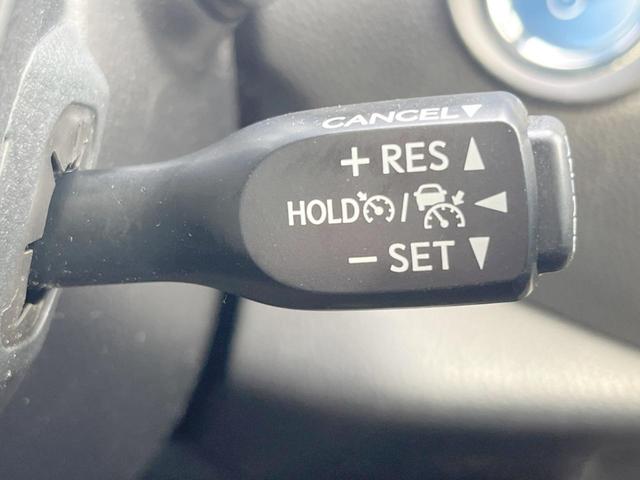 CANCEL▼
+ RES ▲
HOLD / ◀
− SET ▼